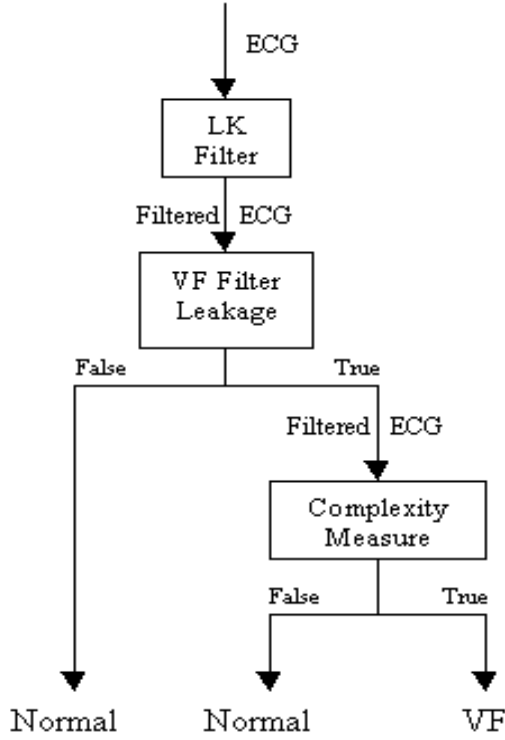 ECG
LK
Filter
Filtered ECG
VF Filter
Leakage
False True
Filtered ECG
Complexity
Measure
False True
Normal Normal VF